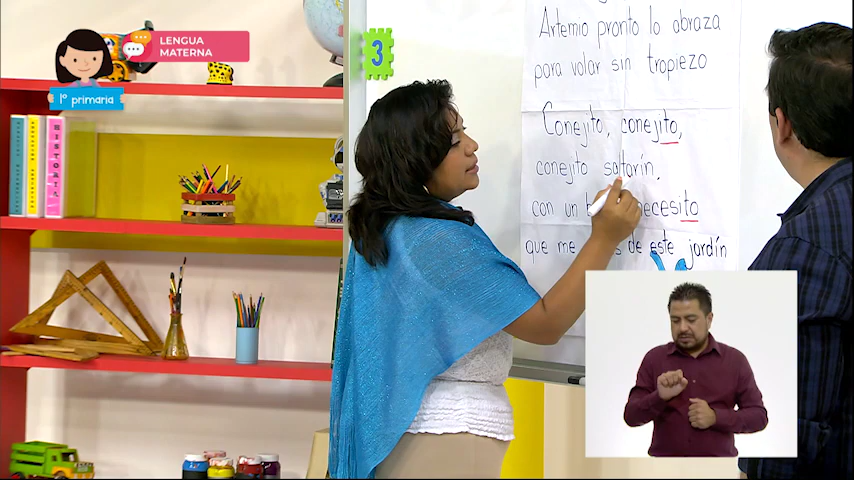 LENGUA
MATERNA
1° primaria
HISTORIA
3
Artemio pronto lo abraza
para volar sin tropiezo
Conejito, conejito,
conejito saltarín,
con un b necesito
que me s de este jardín